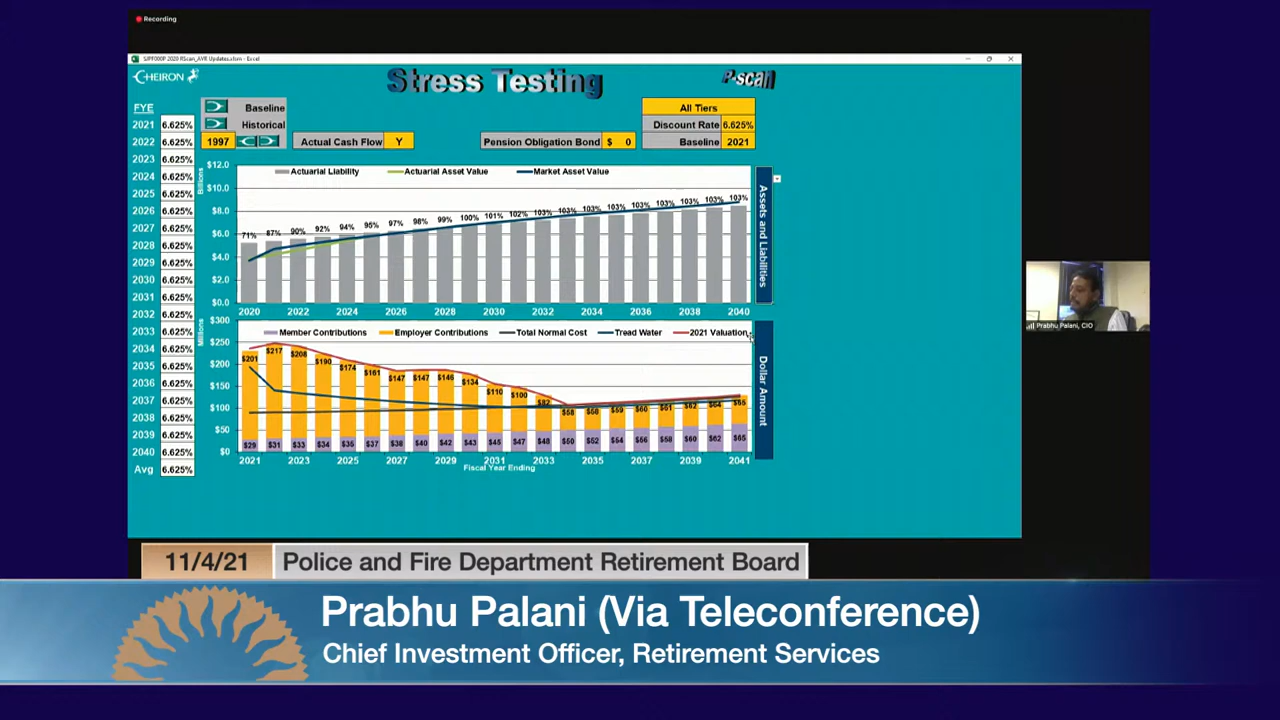 Recording
SJPF000P 2020 RScan_AVR Updates.xlsm - Excel
CHEIRON
Stress Testing
P-scan
FYE
2021 6.625%
2022 6.625%
2023 6.625%
2024 6.625%
2025 6.625%
2026 6.625%
2027 6.625%
2028 6.625%
2029 6.625%
2030 6.625%
2031 6.625%
2032 6.625%
2033 6.625%
2034 6.625%
2035 6.625%
2036 6.625%
2037 6.625%
2038 6.625%
2039 6.625%
2040 6.625%
Avg 6.625%
Baseline
Historical
1997
Actual Cash Flow Y
Pension Obligation Bond $ 0
All Tiers
Discount Rate 6.625%
Baseline 2021
Billions
$12.0
$10.0
$8.0
$6.0
$4.0
$2.0
$0.0
Actuarial Liability Actuarial Asset Value Market Asset Value
71% 87% 90% 92% 94% 95% 97% 98% 99% 100% 101% 102% 103% 103% 103% 103% 103% 103% 103% 103% 103%
2020 2022 2024 2026 2028 2030 2032 2034 2036 2038 2040
Assets and Liabilities
Millions
$300
$250
$200
$150
$100
$50
$0
Member Contributions Employer Contributions Total Normal Cost Tread Water 2021 Valuation
$201 $217 $208 $190 $174 $161 $147 $147 $146 $134 $110 $100 $82 $58 $58 $59 $60 $61 $62 $64 $65
$29 $31 $33 $34 $35 $37 $38 $40 $42 $43 $45 $47 $48 $50 $52 $54 $56 $58 $60 $62 $65
2021 2023 2025 2027 2029 2031 2033 2035 2037 2039 2041
Fiscal Year Ending
Dollar Amount
Prabhu Palani, CIO
11/4/21 Police and Fire Department Retirement Board
Prabhu Palani (Via Teleconference)
Chief Investment Officer, Retirement Services